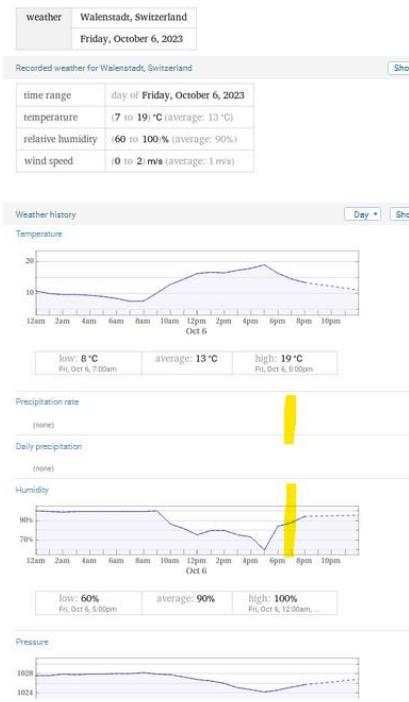 weather Walenstadt, Switzerland
Friday, October 6, 2023
Recorded weather for Walenstadt, Switzerland Sho
time range day of Friday, October 6, 2023
temperature (7 to 19) °C (average: 13 °C)
relative humidity (60 to 100)% (average: 90%)
wind speed (0 to 2) m/s (average: 1 m/s)
Weather history Day Sho
Temperature
20
10
12am 2am 4am 6am 8am 10am 12pm 2pm 4pm 6pm 8pm 10pm
Oct 6
low: 8 °C average: 13 °C high: 19 °C
Fri, Oct 6, 7:00am Fri, Oct 6, 5:00pm
Precipitation rate
(none)
Daily precipitation
(none)
Humidity
90%
70%
12am 2am 4am 6am 8am 10am 12pm 2pm 4pm 6pm 8pm 10pm
Oct 6
low: 60% average: 90% high: 100%
Fri, Oct 6, 5:00pm Fri, Oct 6, 12:00am, ...
Pressure
1028
1024